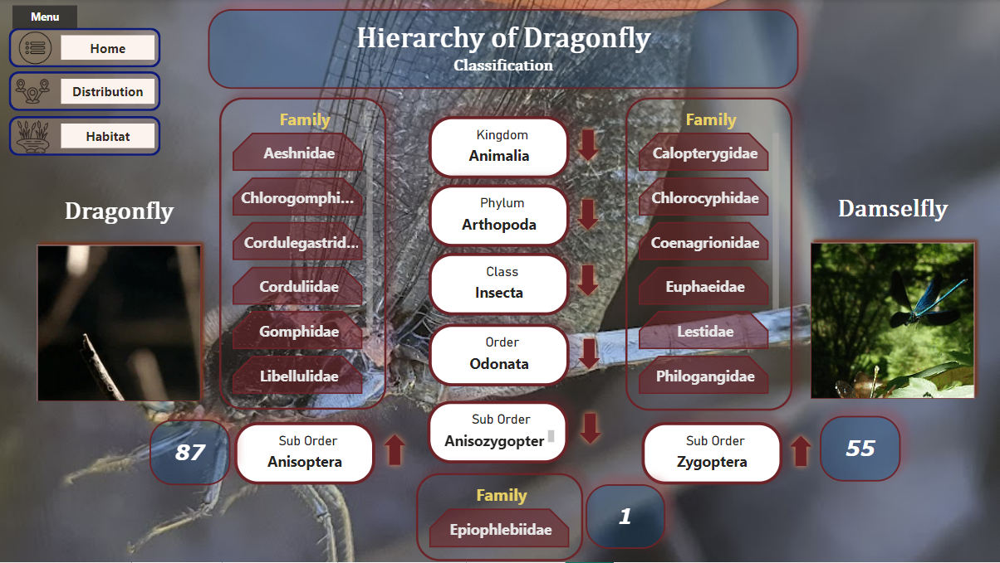 Menu
Home
Distribution
Habitat
Hierarchy of Dragonfly
Classification
Dragonfly
Family
Aeshnidae
Chlorogomphi...
Cordulegastrid...
Corduliidae
Gomphidae
Libellulidae
Kingdom
Animalia
Phylum
Arthopoda
Class
Insecta
Order
Odonata
Sub Order
Anisozygopter
Family
Calopterygidae
Chlorocyphidae
Coenagrionidae
Euphaeidae
Lestidae
Philogangidae
Damselfly
87
Sub Order
Anisoptera
Sub Order
Zygoptera
55
Family
Epiophlebiidae
1